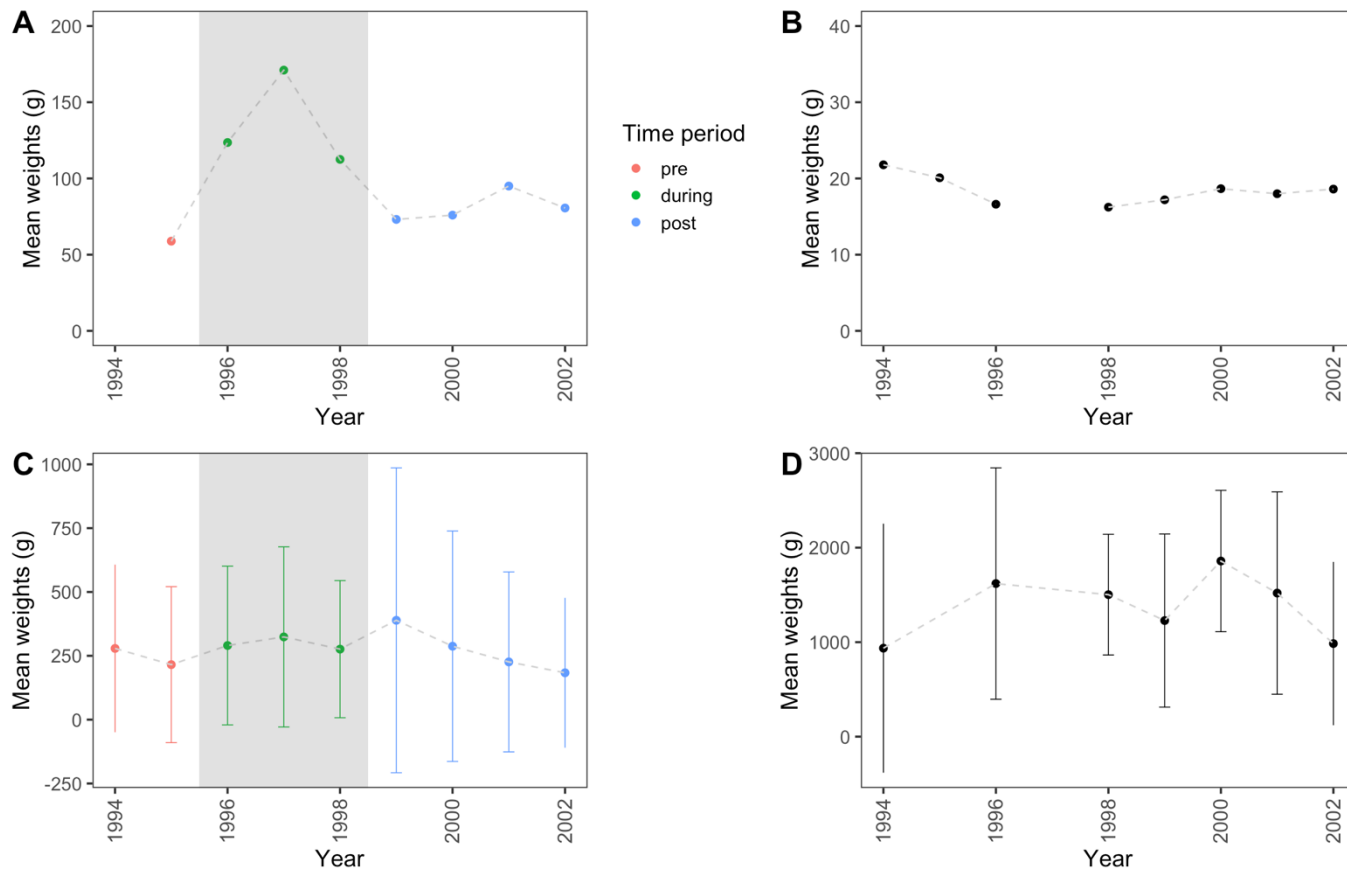 A
Mean weights (g)
200
150
100
50
0
1994
1996
1998
2000
2002
Year
Time period
pre
during
post
B
Mean weights (g)
40
30
20
10
0
1994
1996
1998
2000
2002
Year
C
Mean weights (g)
1000
750
500
250
0
-250
1994
1996
1998
2000
2002
Year
D
Mean weights (g)
3000
2000
1000
0
1994
1996
1998
2000
2002
Year